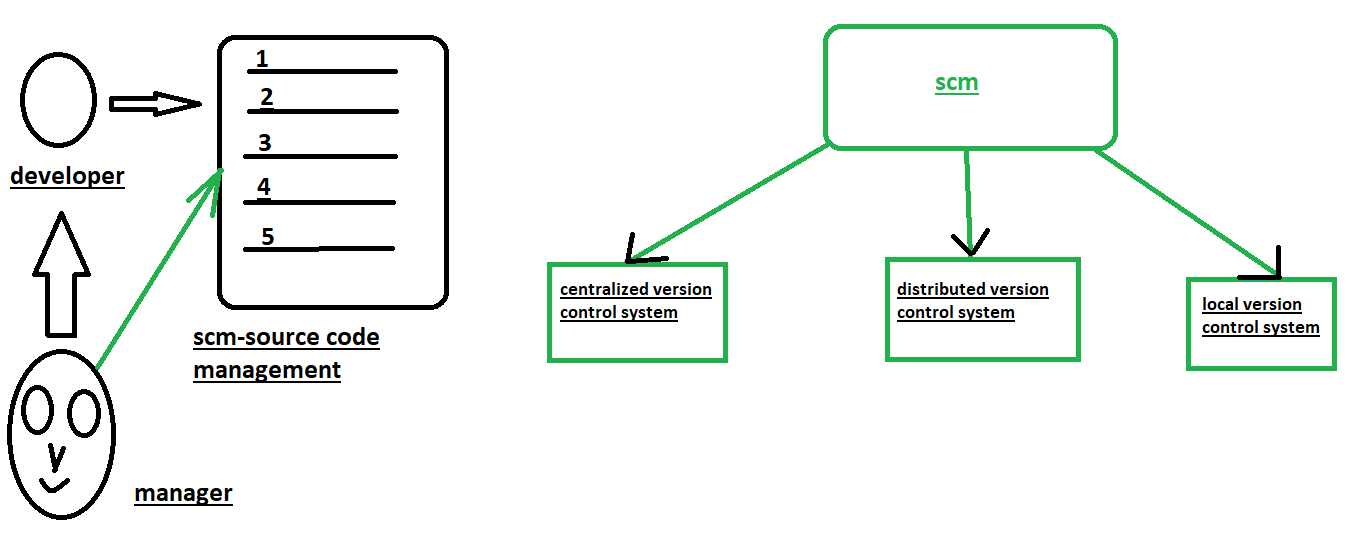 1
2
3
4
5
developer
scm-source code
management
manager
scm
centralized version
control system
distributed version
control system
local version
control system